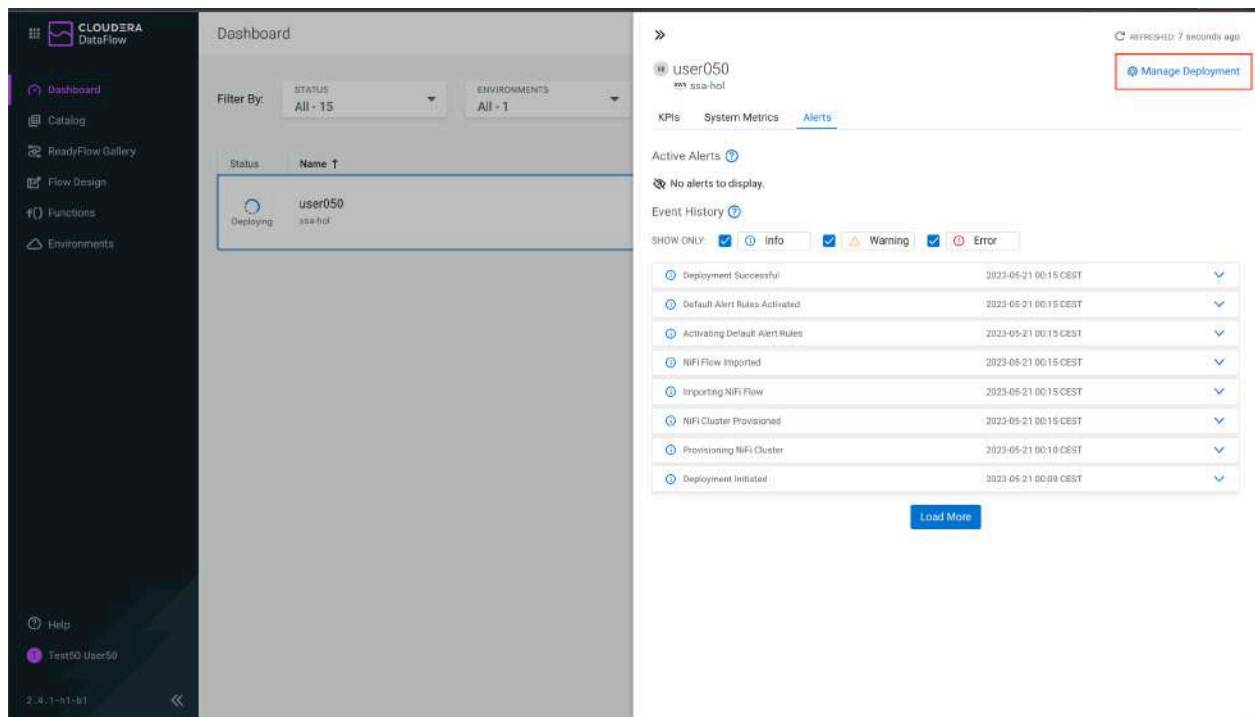 CLOUDERA
DataFlow
Dashboard
Catalog
ReadyFlow Gallery
Flow Design
f() Functions
Environments
Help
T Test50 User50
2.4.1-h1-b1
Dashboard
Filter By:
STATUS
All - 15
ENVIRONMENTS
All - 1
Status Name ↑
Deploying
user050
ssa-hol
REFRESHED: 7 seconds ago
user050
aws ssa-hol
Manage Deployment
KPIs System Metrics Alerts
Active Alerts
No alerts to display.
Event History
SHOW ONLY: Info Warning Error
Deployment Successful 2023-05-21 00:15 CEST
Default Alert Rules Activated 2023-05-21 00:15 CEST
Activating Default Alert Rules 2023-05-21 00:15 CEST
NiFi Flow Imported 2023-05-21 00:15 CEST
Importing NiFi Flow 2023-05-21 00:15 CEST
NiFi Cluster Provisioned 2023-05-21 00:15 CEST
Provisioning NiFi Cluster 2023-05-21 00:10 CEST
Deployment Initiated 2023-05-21 00:09 CEST
Load More